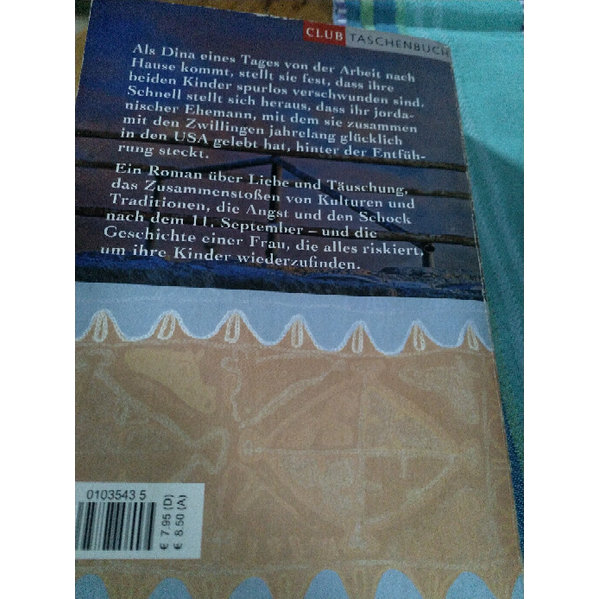 CLUB TASCHENBUCH
Als Dina eines Tages von der Arbeit nach
Hause kommt, stellt sie fest, dass ihre
beiden Kinder spurlos verschwunden sind.
Schnell stellt sich heraus, dass ihr jorda-
nischer Ehemann, mit dem sie zusammen
mit den Zwillingen jahrelang glücklich
in den USA gelebt hat, hinter der Entfüh-
rung steckt.
Ein Roman über Liebe und Täuschung,
das Zusammenstoßen von Kulturen und
Traditionen, die Angst und den Schock
nach dem 11. September – und die
Geschichte einer Frau, die alles riskiert,
um ihre Kinder wiederzufinden.
0103543 5
€ 7.95 (D)
€ 8.50 (A)